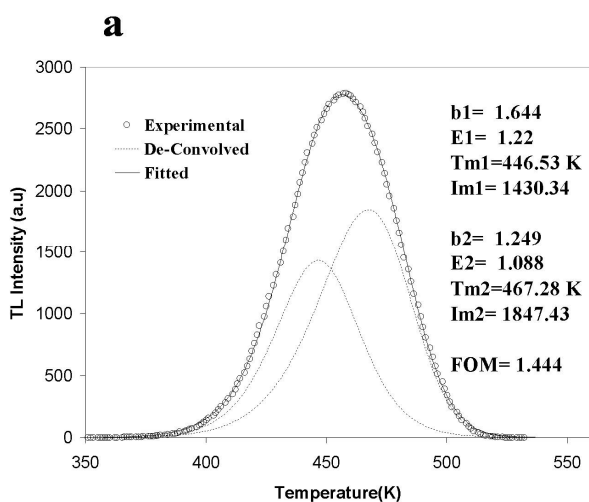 a
3000
2500
2000
1500
1000
500
0
TL Intensity (a.u)
Experimental
De-Convolved
Fitted
b1= 1.644
E1= 1.22
Tm1=446.53 K
Im1= 1430.34
b2= 1.249
E2= 1.088
Tm2=467.28 K
Im2= 1847.43
FOM= 1.444
350 400 450 500 550
Temperature(K)